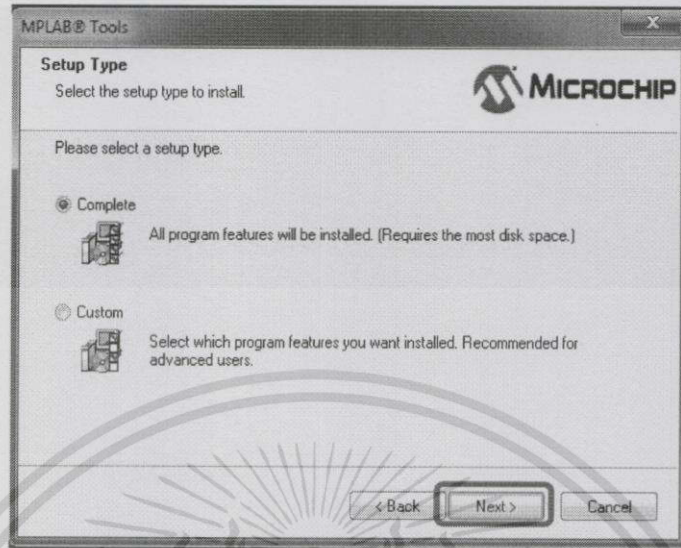 MPLAB® Tools
Setup Type
Select the setup type to install.
MICROCHIP
Please select a setup type.
Complete
All program features will be installed. (Requires the most disk space.)
Custom
Select which program features you want installed. Recommended for
advanced users.
< Back
Next >
Cancel